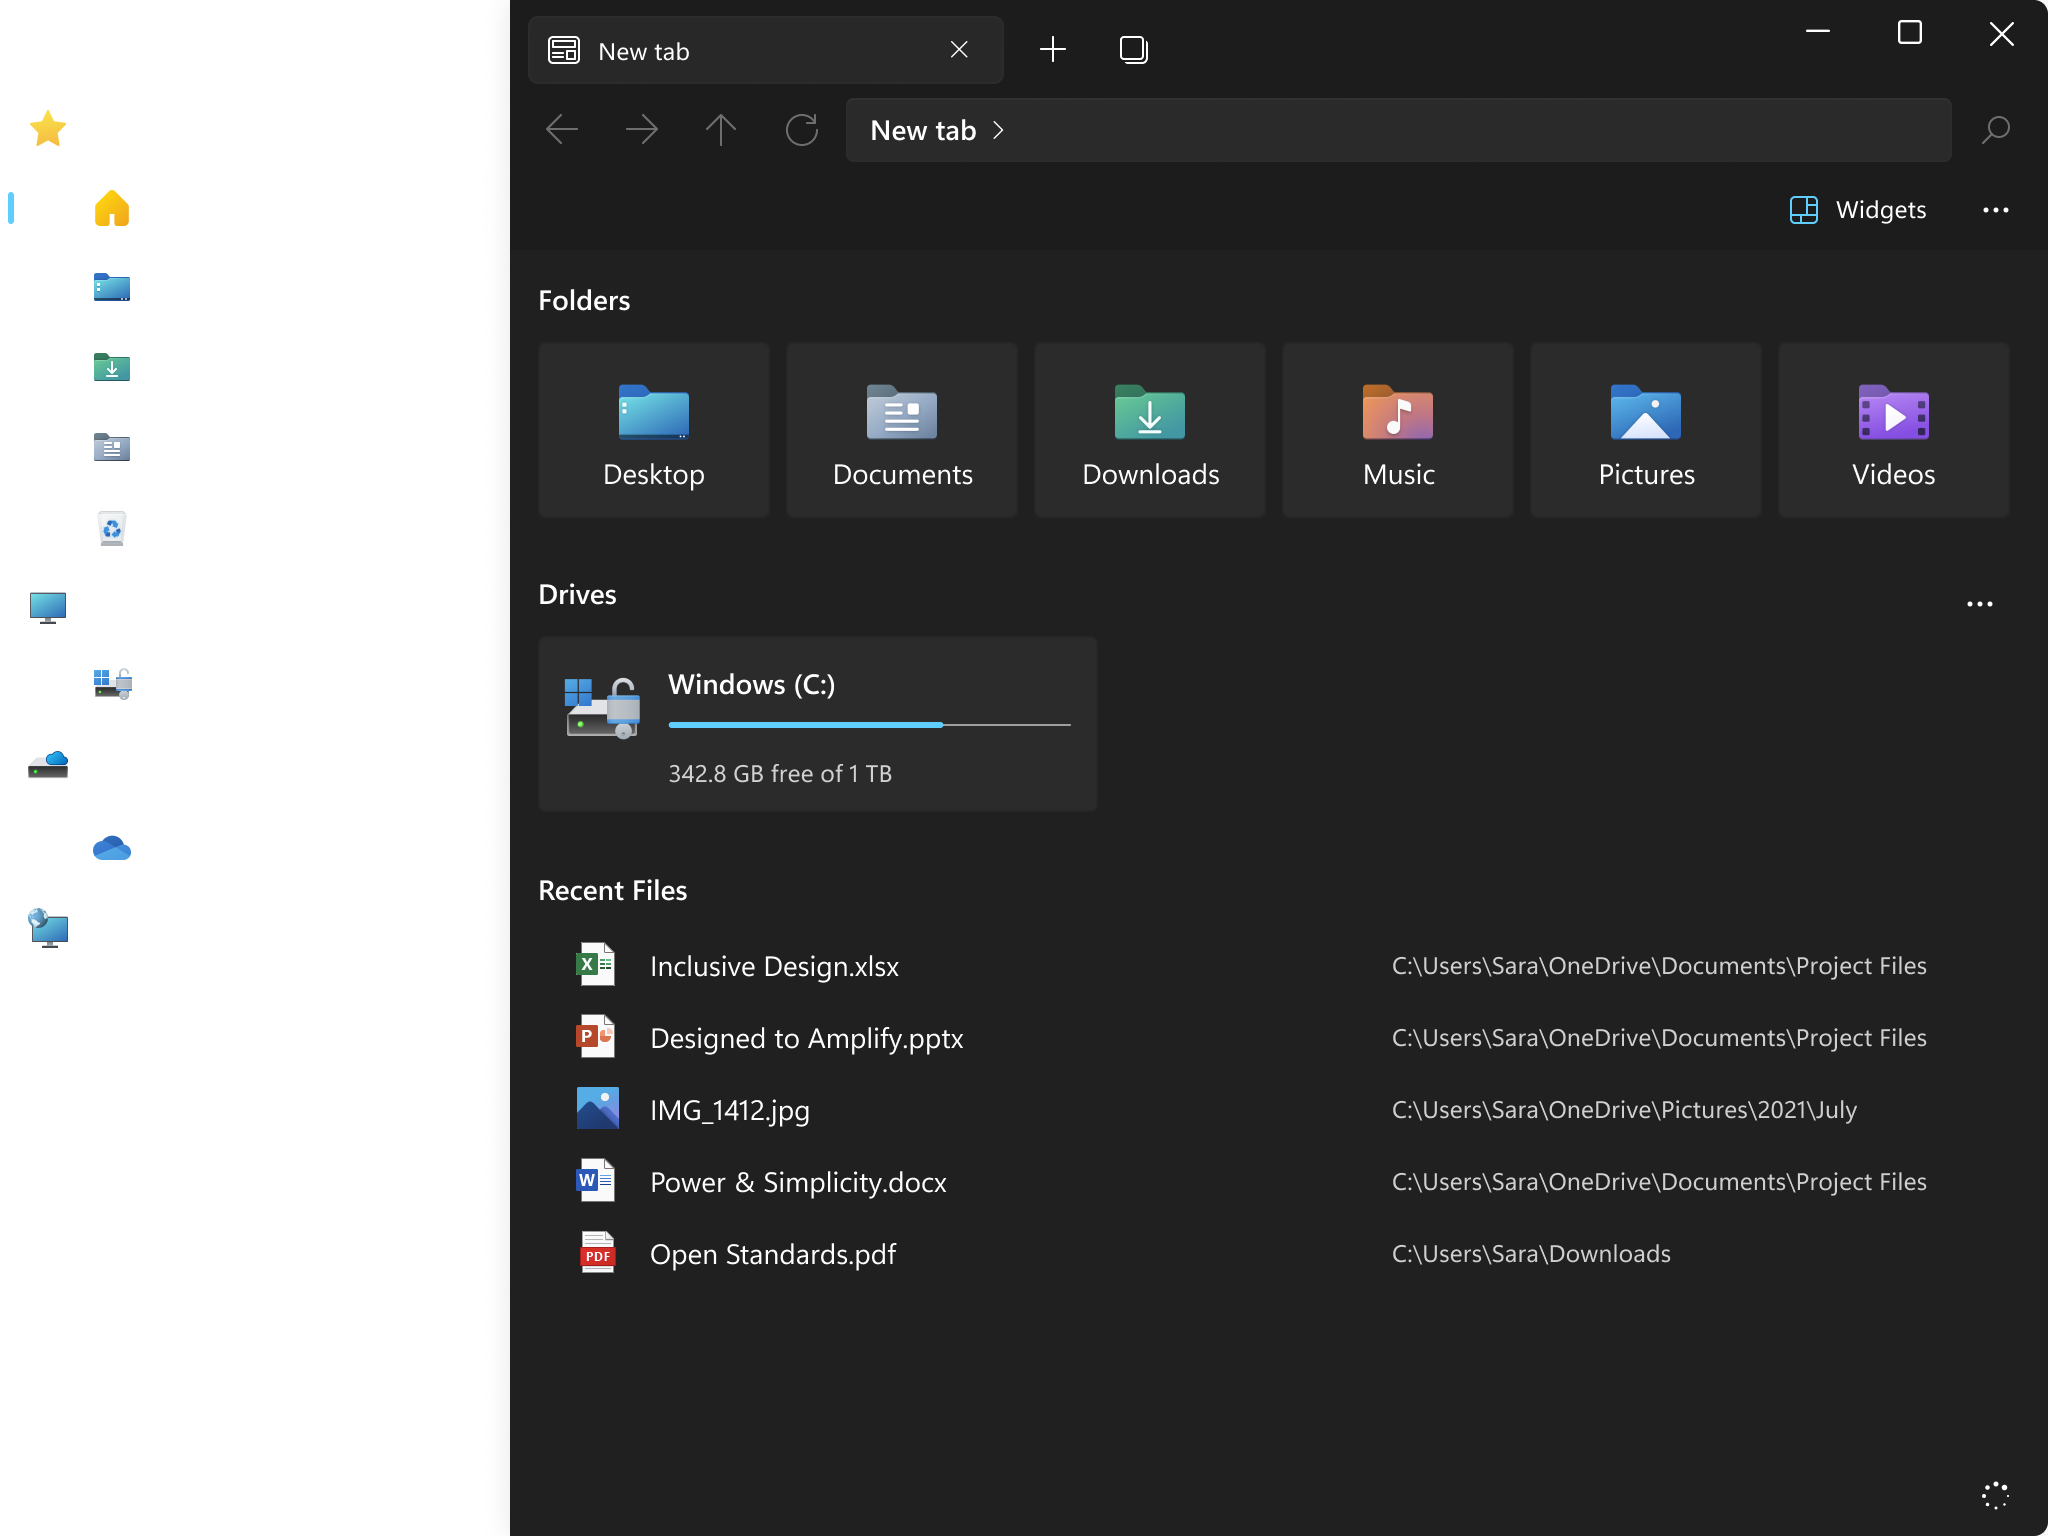 New tab
New tab
Widgets
Folders
Desktop
Documents
Downloads
Music
Pictures
Videos
Drives
Windows (C:)
342.8 GB free of 1 TB
Recent Files
Inclusive Design.xlsx
C:\Users\Sara\OneDrive\Documents\Project Files
Designed to Amplify.pptx
C:\Users\Sara\OneDrive\Documents\Project Files
IMG_1412.jpg
C:\Users\Sara\OneDrive\Pictures\2021\July
Power & Simplicity.docx
C:\Users\Sara\OneDrive\Documents\Project Files
Open Standards.pdf
C:\Users\Sara\Downloads